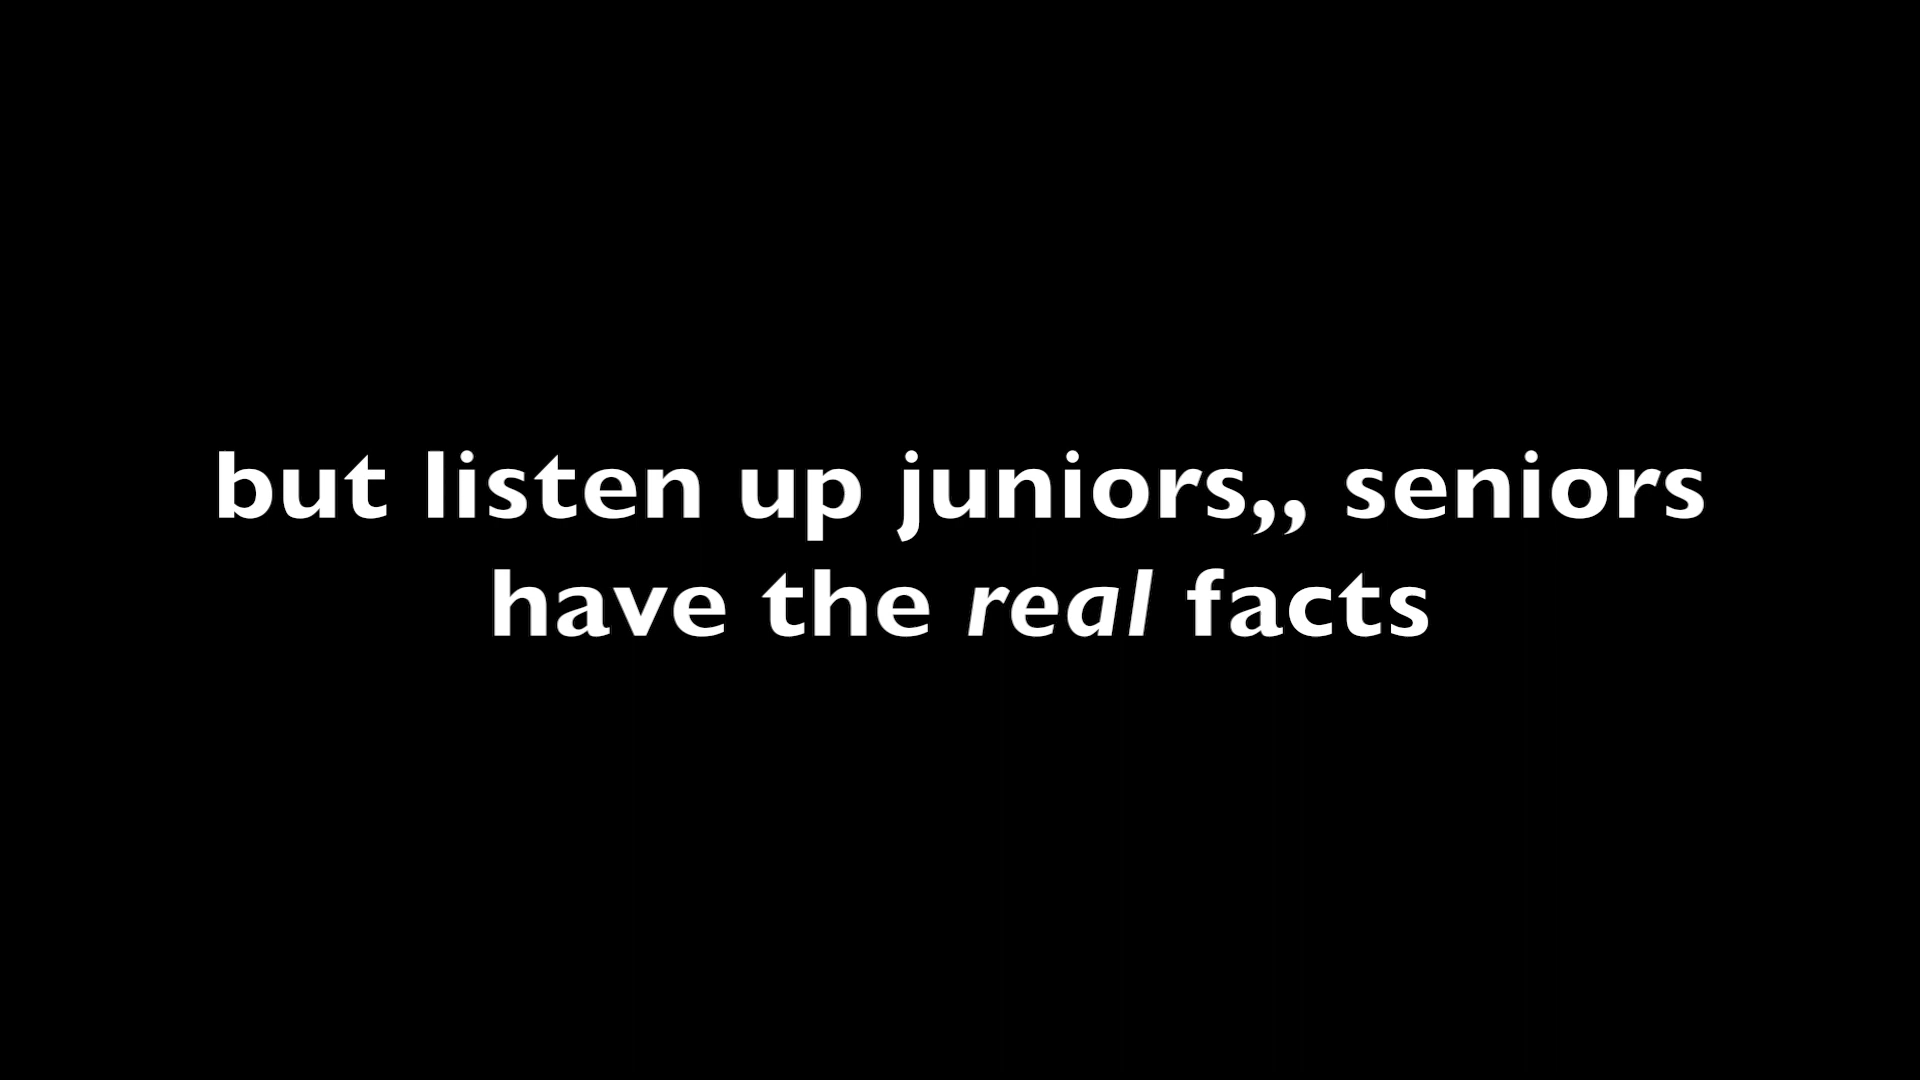 but listen up juniors,, seniors
have the real facts